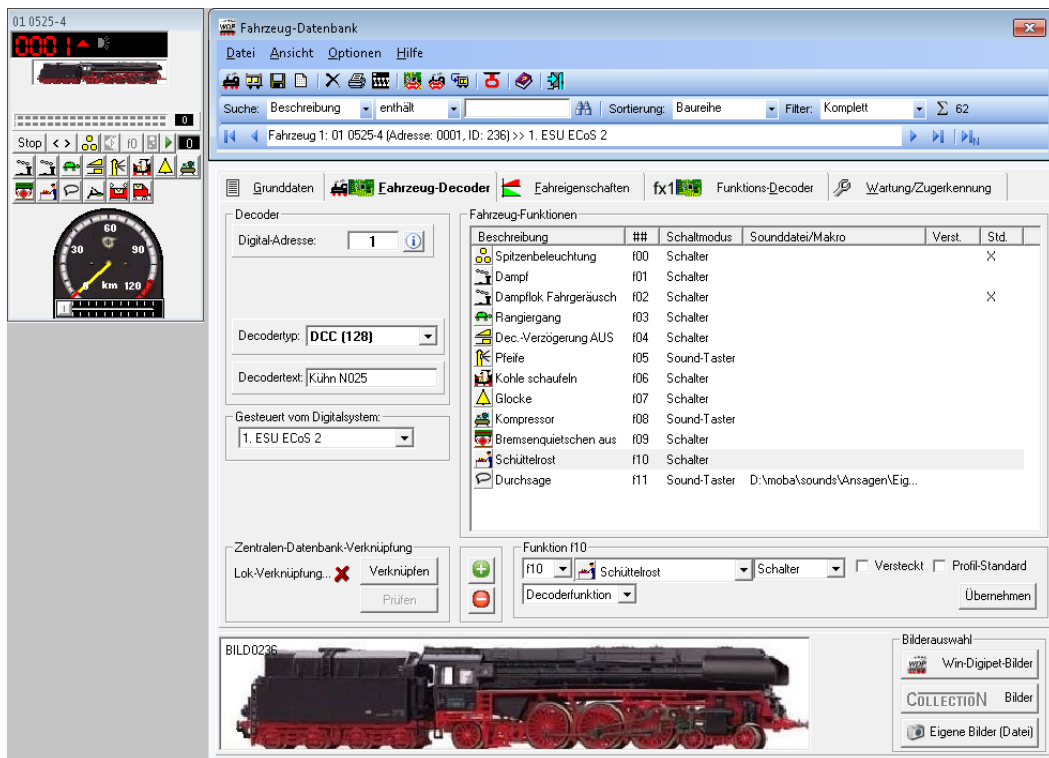 01 0525-4
0001
0
Stop < > f0 0
30 60 90
km 120
WDP Fahrzeug-Datenbank
Datei Ansicht Optionen Hilfe
Suche: Beschreibung enthält Sortierung: Baureihe Filter: Komplett Σ 62
Fahrzeug 1: 01 0525-4 (Adresse: 0001, ID: 236) >> 1. ESU ECoS 2
Grunddaten Fahrzeug-Decoder Fahreigenschaften fx1 Funktions-Decoder Wartung/Zugerkennung
Decoder
Digital-Adresse: 1
Decodertyp: DCC (128)
Decodertext: Kühn N025
Gesteuert vom Digitalsystem:
1. ESU ECoS 2
Fahrzeug-Funktionen
Beschreibung ## Schaltmodus Sounddatei/Makro Verst. Std.
Spitzenbeleuchtung f00 Schalter X
Dampf f01 Schalter
Dampflok Fahrgeräusch f02 Schalter X
Rangiergang f03 Schalter
Dec.-Verzögerung AUS f04 Schalter
Pfeife f05 Sound-Taster
Kohle schaufeln f06 Schalter
Glocke f07 Schalter
Kompressor f08 Sound-Taster
Bremsenquietschen aus f09 Schalter
Schüttelrost f10 Schalter
Durchsage f11 Sound-Taster D:\moba\sounds\Ansagen\Eig...
Zentralen-Datenbank-Verknüpfung
Lok-Verknüpfung... Verknüpfen
Prüfen
Funktion f10
f10 Schüttelrost Schalter Versteckt Profil-Standard
Decoderfunktion Übernehmen
BILD0236
Bilderauswahl
WDP Win-Digipet-Bilder
COLLECTION Bilder
Eigene Bilder (Datei)